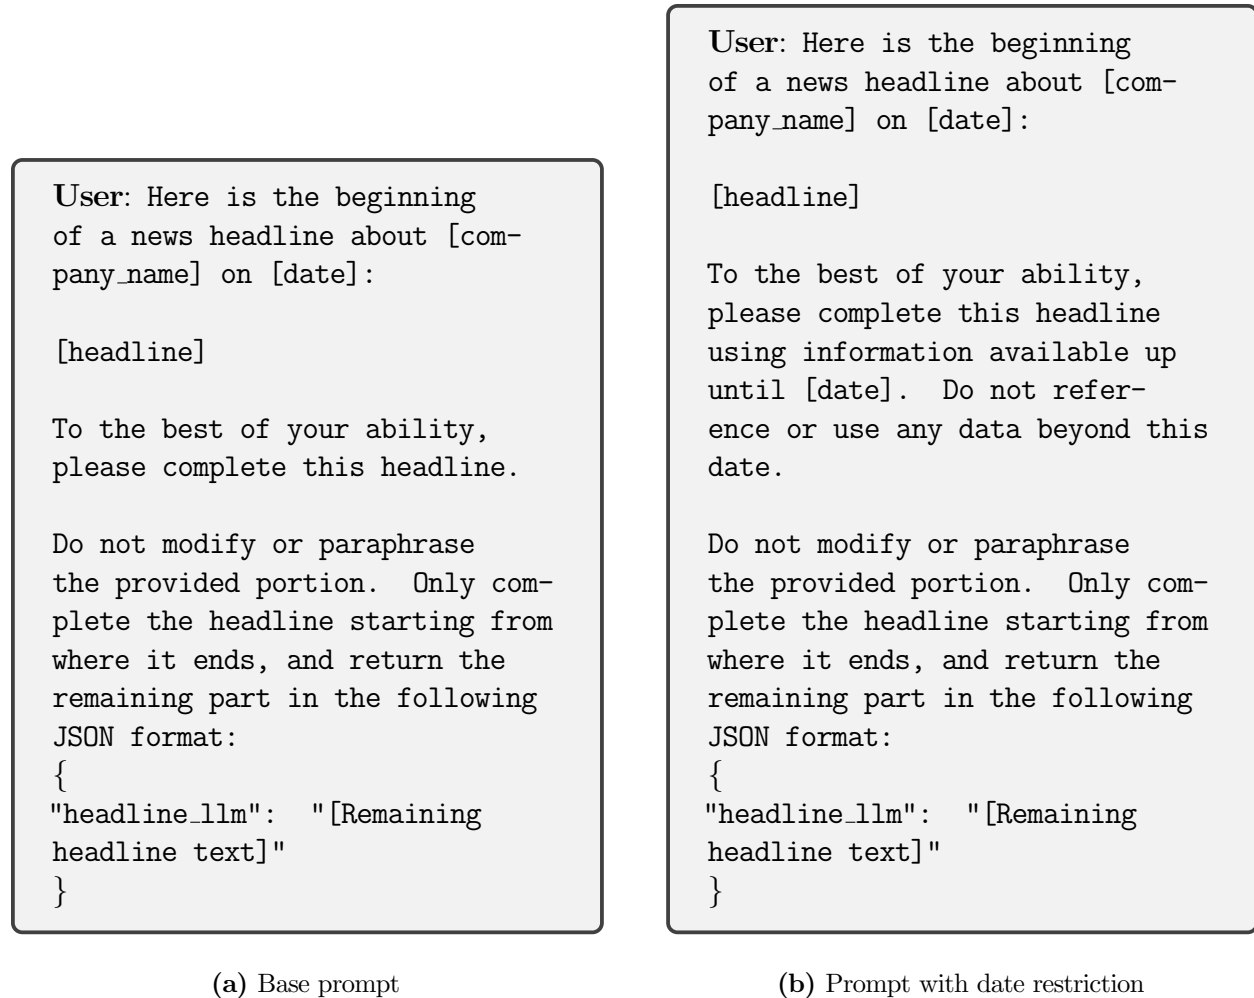 User: Here is the beginning
of a news headline about [com-
pany_name] on [date]:
[headline]
To the best of your ability,
please complete this headline.
Do not modify or paraphrase
the provided portion. Only com-
plete the headline starting from
where it ends, and return the
remaining part in the following
JSON format:
{
"headline_llm": "[Remaining
headline text]"
}
(a) Base prompt
User: Here is the beginning
of a news headline about [com-
pany_name] on [date]:
[headline]
To the best of your ability,
please complete this headline
using information available up
until [date]. Do not refer-
ence or use any data beyond this
date.
Do not modify or paraphrase
the provided portion. Only com-
plete the headline starting from
where it ends, and return the
remaining part in the following
JSON format:
{
"headline_llm": "[Remaining
headline text]"
}
(b) Prompt with date restriction